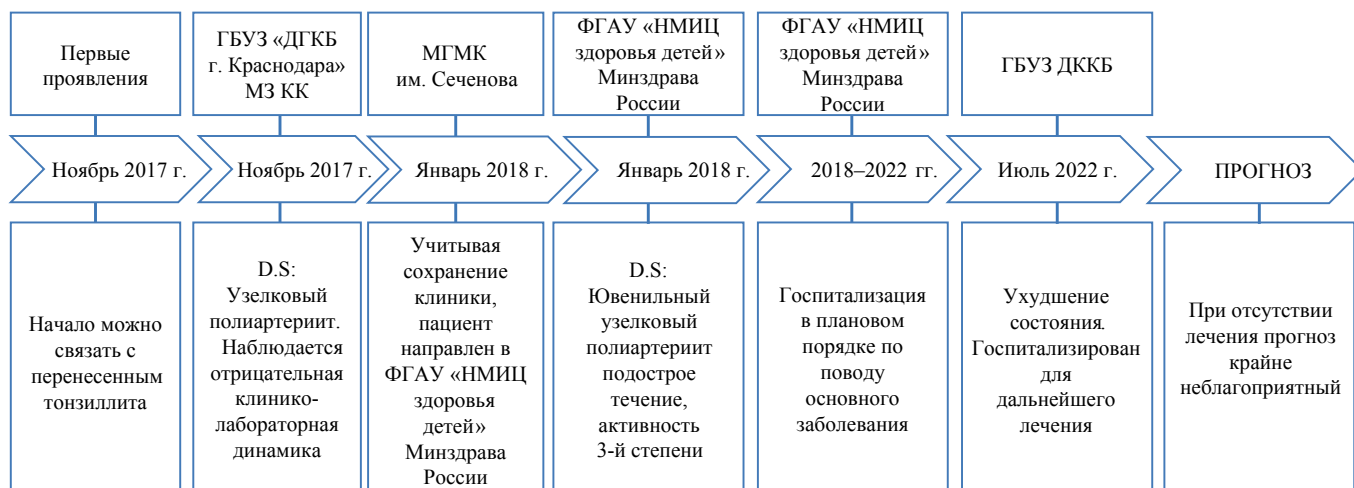 Первые
проявления
ГБУЗ «ДГКБ
г. Краснодара»
МЗ КК
МГМК
им. Сеченова
ФГАУ «НМИЦ
здоровья детей»
Минздрава
России
ФГАУ «НМИЦ
здоровья детей»
Минздрава
России
ГБУЗ ДККБ
Ноябрь 2017 г.
Ноябрь 2017 г.
Январь 2018 г.
Январь 2018 г.
2018–2022 гг.
Июль 2022 г.
ПРОГНОЗ
Начало можно
связать с
перенесенным
тонзиллита
D.S:
Узелковый
полиартериит.
Наблюдается
отрицательная
клинико-
лабораторная
динамика
Учитывая
сохранение
клиники,
пациент
направлен в
ФГАУ «НМИЦ
здоровья
детей»
Минздрава
России
D.S:
Ювенильный
узелковый
полиартериит
подострое
течение,
активность
3-й степени
Госпитализация
в плановом
порядке по
поводу
основного
заболевания
Ухудшение
состояния.
Госпитализирован
для
дальнейшего
лечения
При отсутствии
лечения прогноз
крайне
неблагоприятный